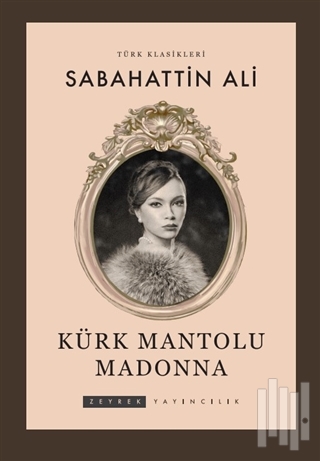 TÜRK KLASİKLERİ
SABAHATTİN ALİ
KÜRK MANTOLU
MADONNA
ZEYREK YAYINCILIK